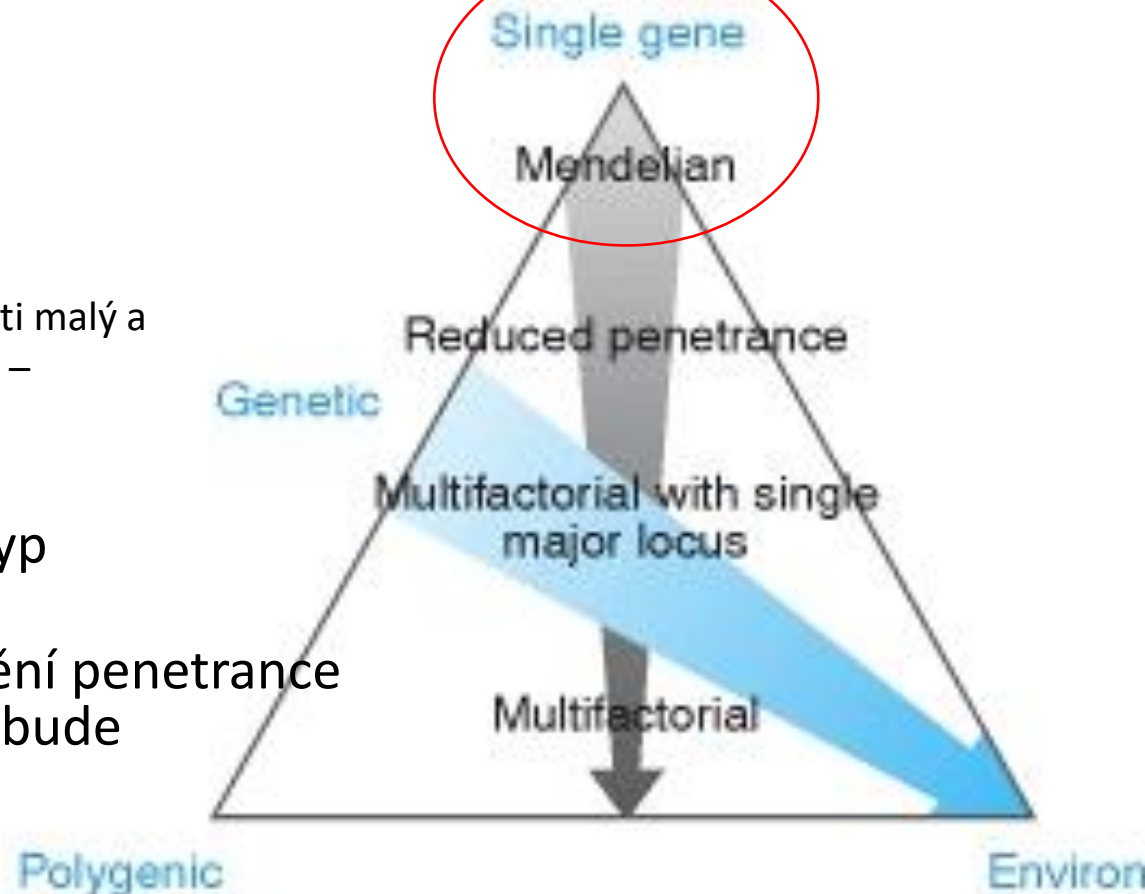 Single gene
Mendelian
ti malý a
Reduced penetrance
–
Genetic
Multifactorial with single
major locus
yp
ění penetrance
bude
Multifactorial
Polygenic
Environ